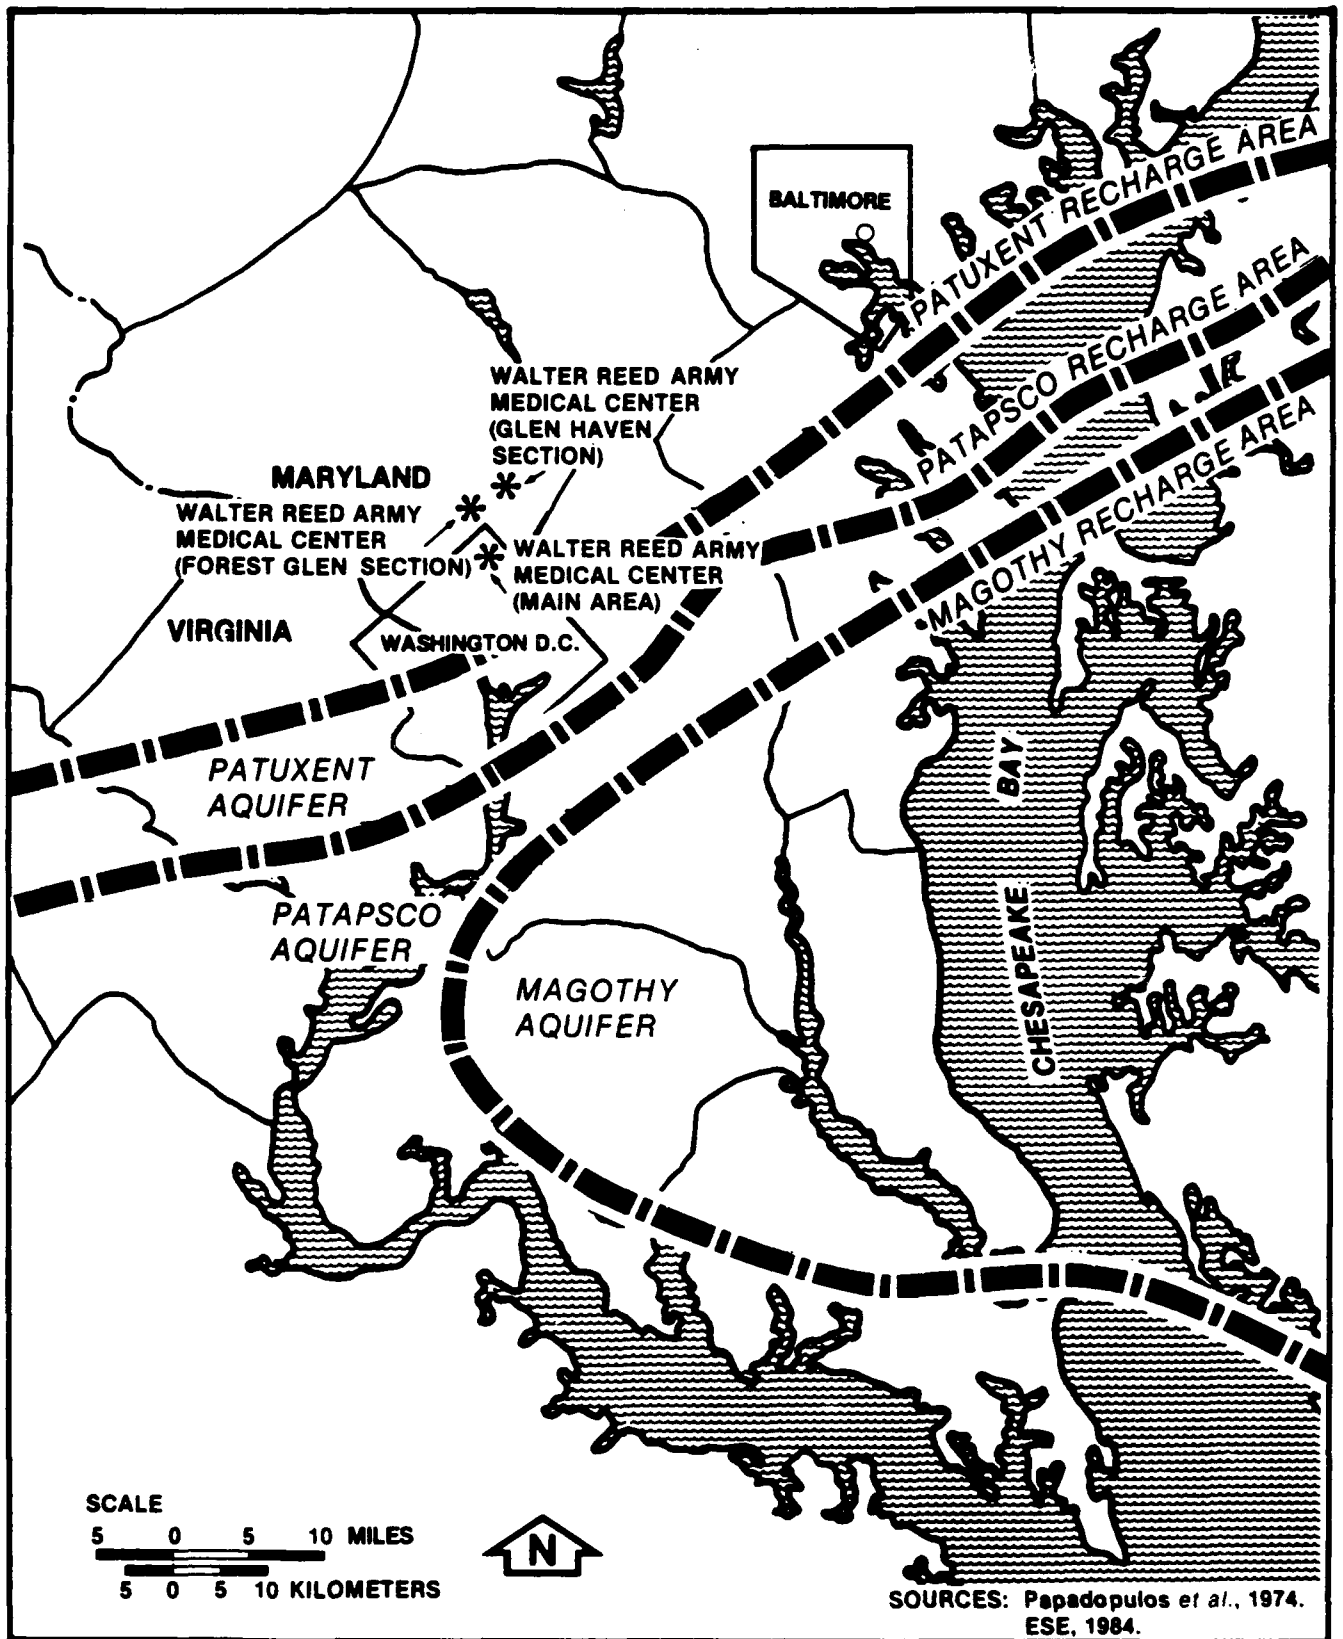 PATUXENT RECHARGE AREA
BALTIMORE
PATAPSCO RECHARGE AREA
MAGOTHY RECHARGE AREA
WALTER REED ARMY
MEDICAL CENTER
(GLEN HAVEN
SECTION)
MARYLAND
WALTER REED ARMY
MEDICAL CENTER
(FOREST GLEN SECTION)
WALTER REED ARMY
MEDICAL CENTER
(MAIN AREA)
VIRGINIA
WASHINGTON D.C.
PATUXENT
AQUIFER
PATAPSCO
AQUIFER
MAGOTHY
AQUIFER
CHESAPEAKE BAY
SCALE
5 0 5 10 MILES
5 0 5 10 KILOMETERS
N
SOURCES: Papadopulos et al., 1974.
ESE, 1984.